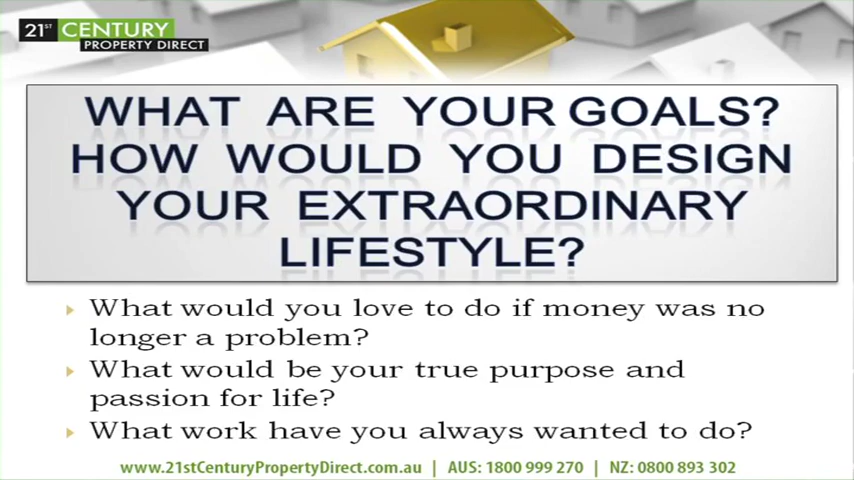 21ST CENTURY
PROPERTY DIRECT
WHAT ARE YOUR GOALS?
HOW WOULD YOU DESIGN
YOUR EXTRAORDINARY
LIFESTYLE?
What would you love to do if money was no
longer a problem?
What would be your true purpose and
passion for life?
What work have you always wanted to do?
www.21stCenturyPropertyDirect.com.au | AUS: 1800 999 270 | NZ: 0800 893 302